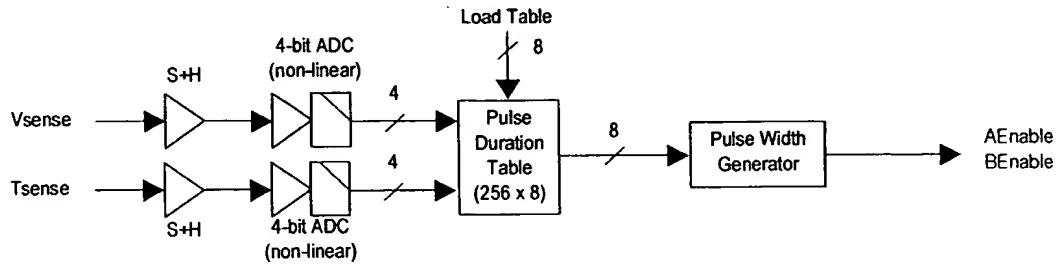 Load Table
8
4-bit ADC
(non-linear)
S+H
4
Vsense
Pulse
Duration
Table
(256 x 8)
8
Pulse Width
Generator
AEnable
BEnable
Tsense
4
S+H
4-bit ADC
(non-linear)